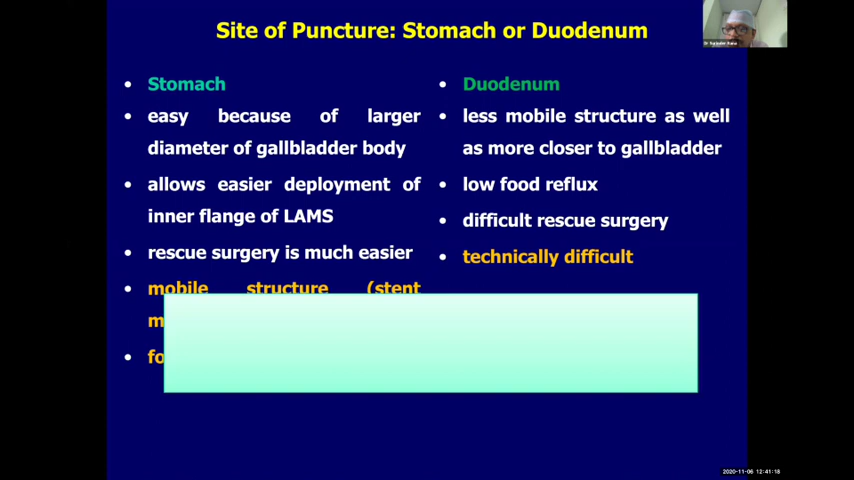 Site of Puncture: Stomach or Duodenum
• Stomach
• easy because of larger
diameter of gallbladder body
• allows easier deployment of
inner flange of LAMS
• rescue surgery is much easier
• mobile structure (stent
• Duodenum
• less mobile structure as well
as more closer to gallbladder
• low food reflux
• difficult rescue surgery
• technically difficult
2020-11-06 12:41:18